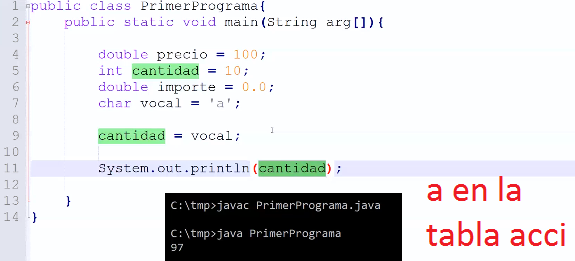 1 public class PrimerPrograma{
2 public static void main(String arg[]){
3
4 double precio = 100;
5 int cantidad = 10;
6 double importe = 0.0;
7 char vocal = 'a';
8
9 cantidad = vocal;
10
11 System.out.println(cantidad);
12
13 }
14 }
C:\tmp>javac PrimerPrograma.java
C:\tmp>java PrimerPrograma
97
a en la
tabla acci